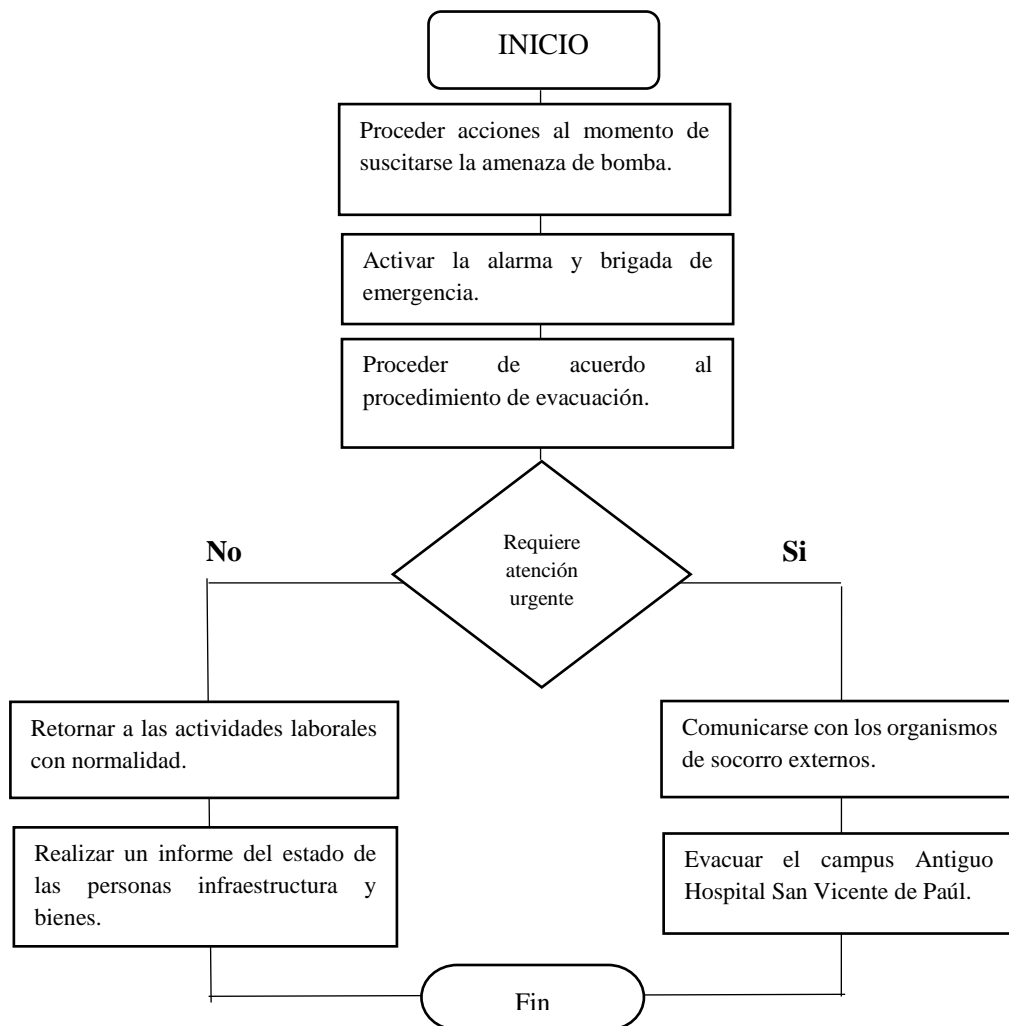 INICIO
Proceder acciones al momento de
suscitarse la amenaza de bomba.
Activar la alarma y brigada de
emergencia.
Proceder de acuerdo al
procedimiento de evacuación.
Requiere
atención
urgente
No
Si
Retornar a las actividades laborales
con normalidad.
Realizar un informe del estado de
las personas infraestructura y
bienes.
Comunicarse con los organismos
de socorro externos.
Evacuar el campus Antiguo
Hospital San Vicente de Paúl.
Fin